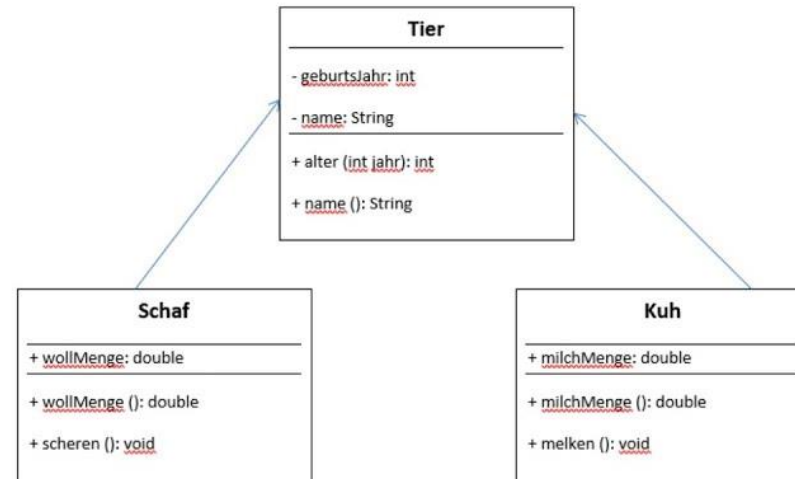 Tier
- geburtsJahr: int
- name: String
+ alter (int jahr): int
+ name (): String
Schaf
+ wollMenge: double
+ wollMenge (): double
+ scheren (): void
Kuh
+ milchMenge: double
+ milchMenge (): double
+ melken (): void